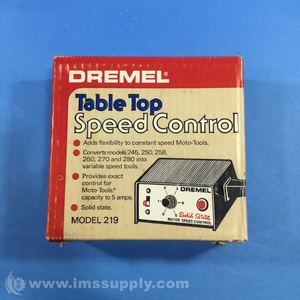 DREMEL®
Table Top
Speed Control
• Adds flexibility to constant speed Moto-Tools.
• Converts models 245, 250, 258,
260, 270 and 280 into
variable speed tools.
• Provides exact
control for
Moto-Tools®
capacity to 5 amps.
• Solid state.
MODEL 219
DREMEL
Solid State
MOTOR SPEED CONTROL
© www.imssupply.com